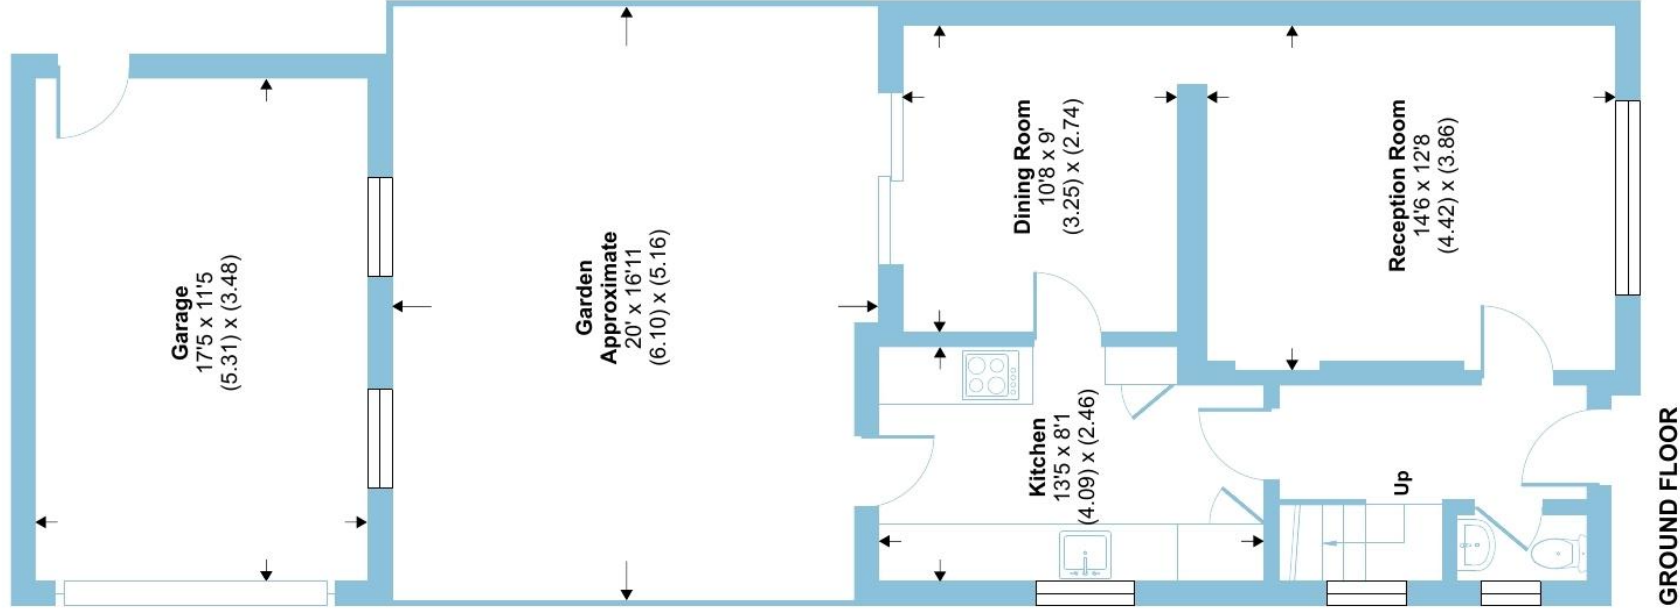 Garage
17'5 x 11'5
(5.31) x (3.48)
Garden
Approximate
20' x 16'11
(6.10) x (5.16)
Dining Room
10'8 x 9'
(3.25) x (2.74)
Reception Room
14'6 x 12'8
(4.42) x (3.86)
Kitchen
13'5 x 8'1
(4.09) x (2.46)
Up
GROUND FLOOR